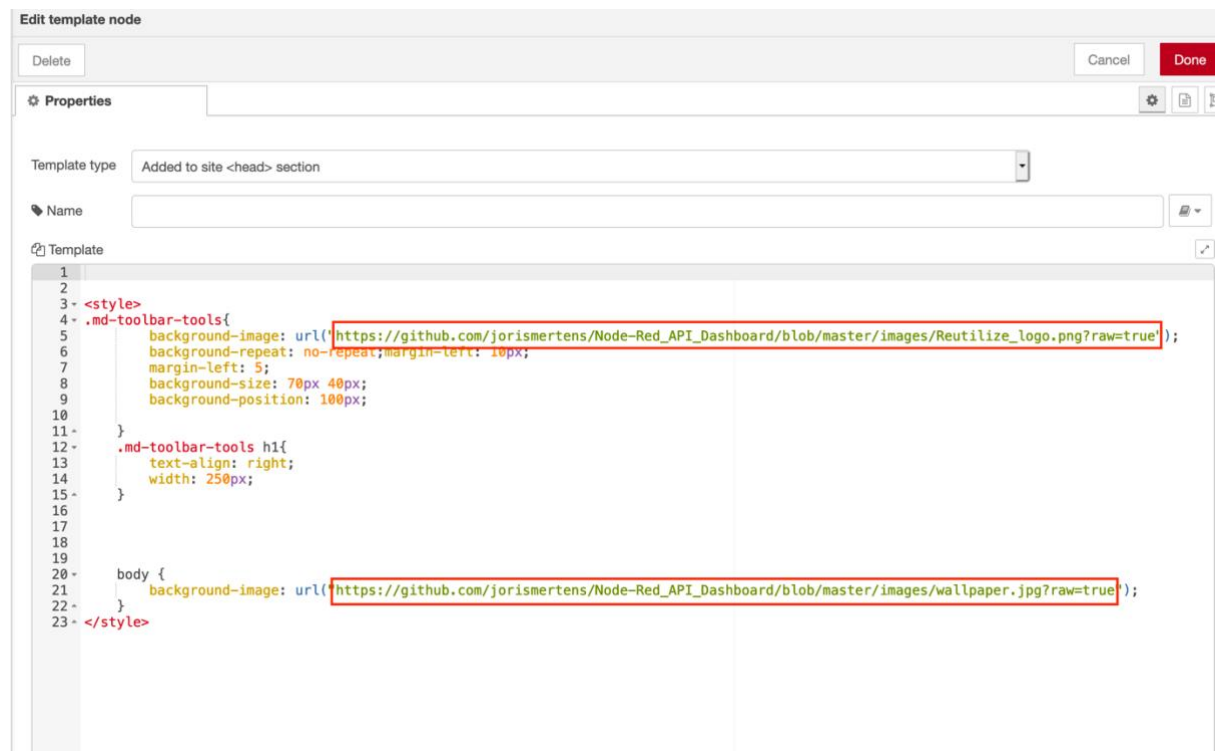 Edit template node
Delete
Cancel
Done
Properties
Template type
Added to site <head> section
Name
Template
1
2
3 <style>
4 .md-toolbar-tools{
5 background-image: url("https://github.com/jorismertens/Node-Red_API_Dashboard/blob/master/images/Reutilize_logo.png?raw=true");
6 background-repeat: no-repeat;margin-left: 10px;
7 margin-left: 5;
8 background-size: 70px 40px;
9 background-position: 100px;
10
11 }
12 .md-toolbar-tools h1{
13 text-align: right;
14 width: 250px;
15 }
16
17
18
19
20 body {
21 background-image: url("https://github.com/jorismertens/Node-Red_API_Dashboard/blob/master/images/wallpaper.jpg?raw=true");
22 }
23 </style>